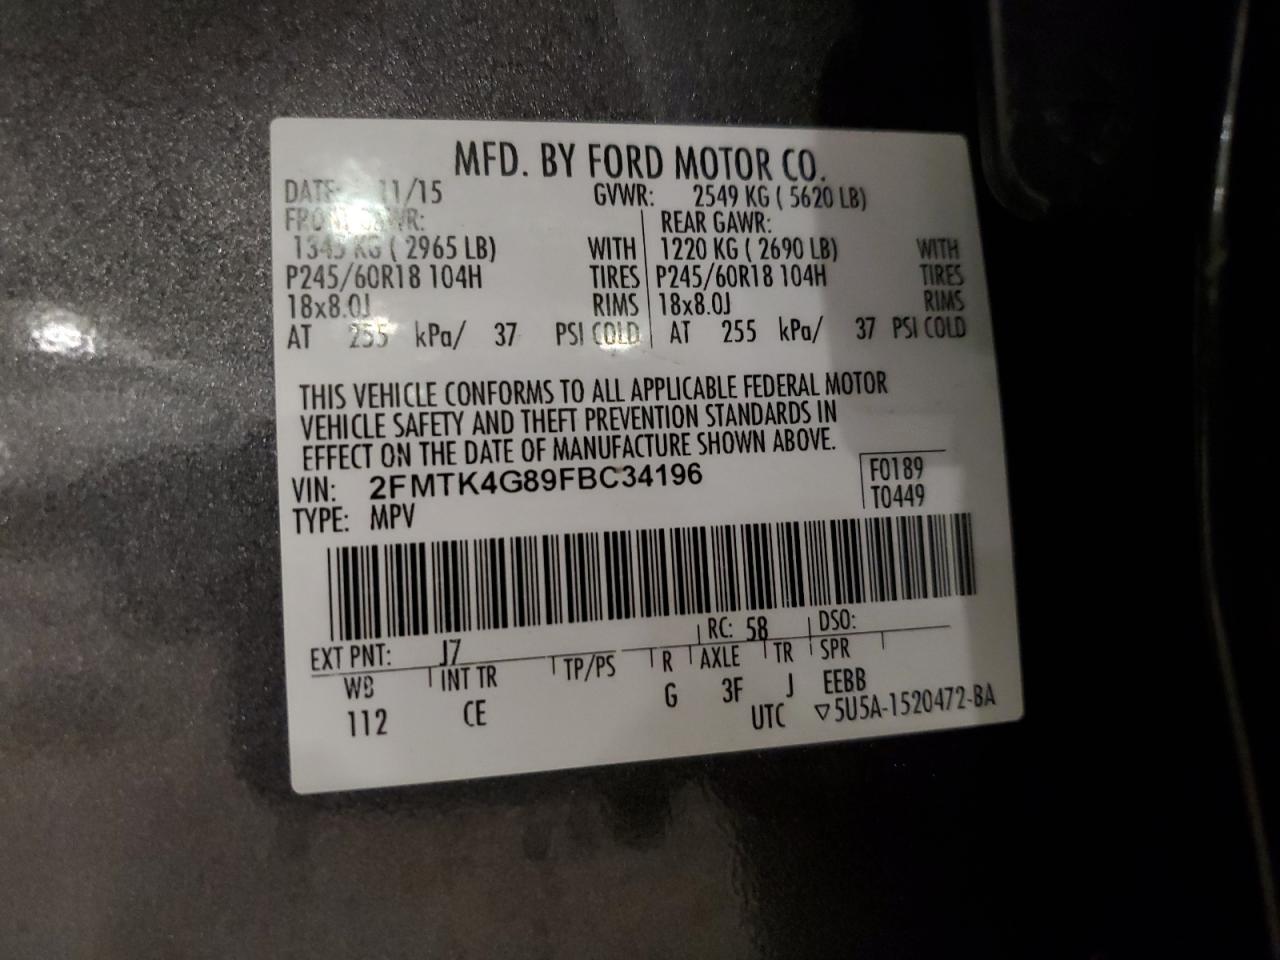 MFD. BY FORD MOTOR CO.
DATE: 11/15 GVWR: 2549 KG ( 5620 LB)
FRONT GAWR: REAR GAWR:
1345 KG ( 2965 LB) WITH 1220 KG ( 2690 LB) WITH
P245/60R18 104H TIRES P245/60R18 104H TIRES
18x8.0J RIMS 18x8.0J RIMS
AT 255 kPa/ 37 PSI COLD AT 255 kPa/ 37 PSI COLD
THIS VEHICLE CONFORMS TO ALL APPLICABLE FEDERAL MOTOR
VEHICLE SAFETY AND THEFT PREVENTION STANDARDS IN
EFFECT ON THE DATE OF MANUFACTURE SHOWN ABOVE.
VIN: 2FMTK4G89FBC34196 F0189
TYPE: MPV T0449
EXT PNT: J7 RC: 58 DSO:
WB INT TR TP/PS R AXLE TR SPR
112 CE G 3F J EEBB
UTC ▽5U5A-1520472-BA